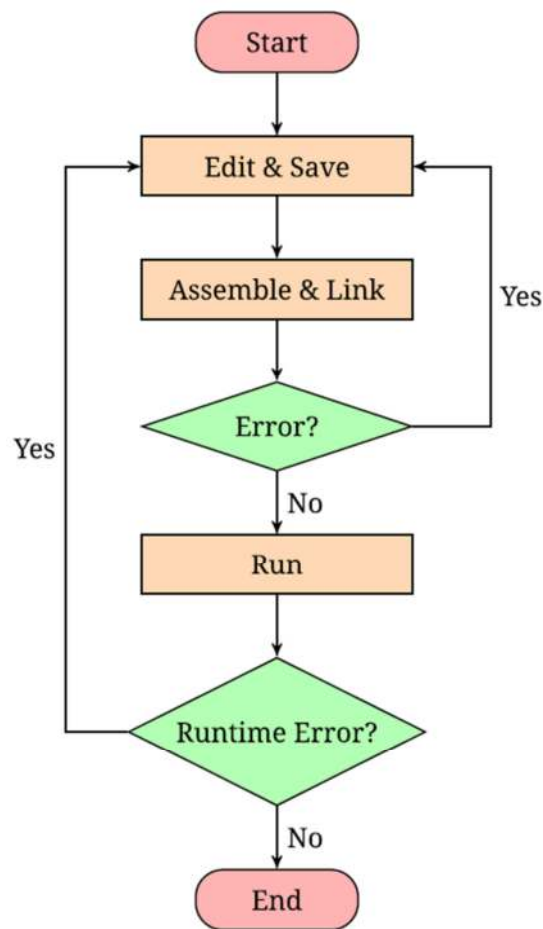 Start
Edit & Save
Assemble & Link
Yes
Error?
Yes
No
Run
Runtime Error?
No
End